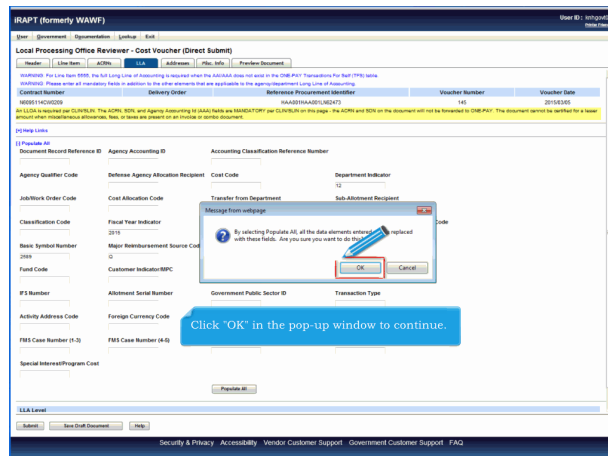 iRAPT (formerly WAWF)
User ID : knhgovt
User Government Documentation Lookup Exit
Local Processing Office Reviewer - Cost Voucher (Direct Submit)
Header Line Item ACRNs LLA Addresses Misc. Info Preview Document
WARNING: For Line Item 5555, the full Long Line of Accounting is required when the AAI/AAA does not exist in the ONE-PAY Transactions For Self (TFS) table.
WARNING: Please enter all mandatory fields in addition to the other elements that are applicable to the agency/department Long Line of Accounting.
Contract Number Delivery Order Reference Procurement Identifier Voucher Number Voucher Date
N6095114CW0209 HAA001HAA001LN62473 145 2015/03/05
An LLOA is required per CLIN/SLIN. The ACRN, SDN, and Agency Accounting Id (AAA) fields are MANDATORY per CLIN/SLIN on this page - the ACRN and SDN on the document will not be forwarded to ONE-PAY. The document cannot be certified for a lesser
amount when miscellaneous allowances, fees, or taxes are present on an invoice or combo document.
[+] Help Links
[-] Populate All
Document Record Reference ID Agency Accounting ID Accounting Classification Reference Number
Agency Qualifier Code Defense Agency Allocation Recipient Cost Code Department Indicator
12
Job/Work Order Code Cost Allocation Code Transfer from Department Sub-Allotment Recipient
Message from webpage
Classification Code Fiscal Year Indicator Code
2015
By selecting Populate All, all the data elements entered replaced
with these fields. Are you sure you want to do this
Basic Symbol Number Major Reimbursement Source Cod
2689 Q
OK Cancel
Fund Code Customer Indicator/MPC
IFS Number Allotment Serial Number Government Public Sector ID Transaction Type
Activity Address Code Foreign Currency Code
Click "OK" in the pop-up window to continue.
FMS Case Number (1-3) FMS Case Number (4-5)
Special Interest/Program Cost
Populate All
LLA Level
Submit Save Draft Document Help
Security & Privacy Accessibility Vendor Customer Support Government Customer Support FAQ